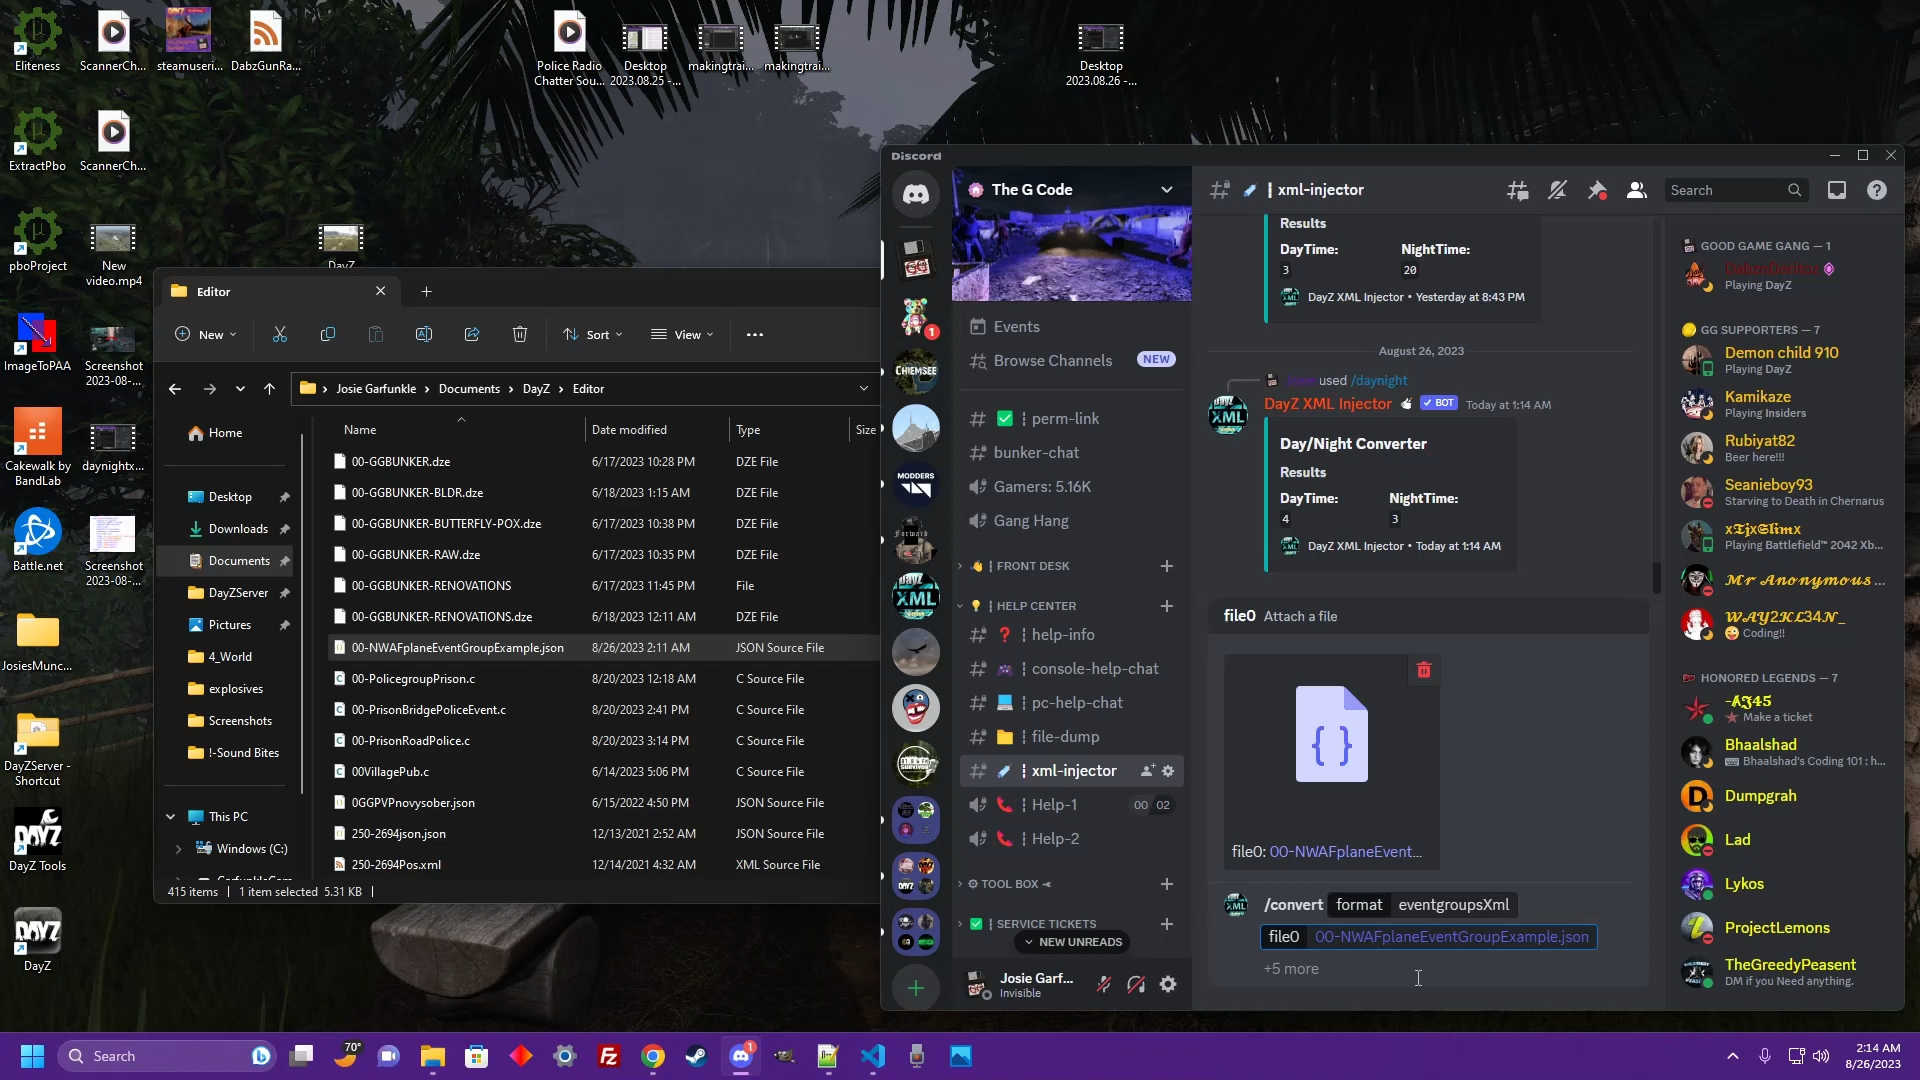 Eliteness
ScannerCh...
steamuseri...
DabzGunRa...
Police Radio
Chatter Sou...
Desktop
2023.08.25 -...
makingtrai...
makingtrai...
Desktop
2023.08.26 -...
ExtractPbo
ScannerCh...
pboProject
New
video.mp4
DayZ
ImageToPAA
Screenshot
2023-08-...
Cakewalk by
BandLab
daynightx...
Battle.net
Screenshot
2023-08-...
JosiesMunc...
DayZServer -
Shortcut
DayZ Tools
DayZ
Editor
New
Sort
View
Josie Garfunkle
Documents
DayZ
Editor
Home
Desktop
Downloads
Documents
DayZServer
Pictures
4_World
explosives
Screenshots
!-Sound Bites
This PC
Windows (C:)
Name
Date modified
Type
Size
00-GGBUNKER.dze 6/17/2023 10:28 PM DZE File
00-GGBUNKER-BLDR.dze 6/18/2023 1:15 AM DZE File
00-GGBUNKER-BUTTERFLY-POX.dze 6/17/2023 10:38 PM DZE File
00-GGBUNKER-RAW.dze 6/17/2023 10:35 PM DZE File
00-GGBUNKER-RENOVATIONS 6/17/2023 11:45 PM File
00-GGBUNKER-RENOVATIONS.dze 6/18/2023 12:11 AM DZE File
00-NWAFplaneEventGroupExample.json 8/26/2023 2:11 AM JSON Source File
00-PolicegroupPrison.c 8/20/2023 12:18 AM C Source File
00-PrisonBridgePoliceEvent.c 8/20/2023 2:41 PM C Source File
00-PrisonRoadPolice.c 8/20/2023 3:14 PM C Source File
00VillagePub.c 6/14/2023 5:06 PM C Source File
0GGPVPnovysober.json 6/15/2022 4:50 PM JSON Source File
250-2694json.json 12/13/2021 2:52 AM JSON Source File
250-2694Pos.xml 12/14/2021 4:32 AM XML Source File
415 items
1 item selected 5.31 KB
Discord
CHIEMSEE
MODDERS
Forward
DayZ
XML
1
The G Code
Events
Browse Channels
NEW
perm-link
bunker-chat
Gamers: 5.16K
Gang Hang
| FRONT DESK
| HELP CENTER
| help-info
| console-help-chat
| pc-help-chat
| file-dump
| xml-injector
| Help-1
00 02
| Help-2
TOOL BOX
| SERVICE TICKETS
NEW UNREADS
Josie Garf...
Invisible
| xml-injector
Search
Results
DayTime: NightTime:
3 20
DayZ XML Injector • Yesterday at 8:43 PM
August 26, 2023
used /daynight
DayZ XML Injector
BOT
Today at 1:14 AM
Day/Night Converter
Results
DayTime: NightTime:
4 3
DayZ XML Injector • Today at 1:14 AM
file0 Attach a file
{ }
file0: 00-NWAFplaneEvent...
/convert format eventgroupsXml
file0 00-NWAFplaneEventGroupExample.json
+5 more
GOOD GAME GANG — 1
Playing DayZ
GG SUPPORTERS — 7
Demon child 910
Playing DayZ
Kamikaze
Playing Insiders
Rubiyat82
Beer here!!!
Seanieboy93
Starving to Death in Chernarus
x𝕿𝖏x𝕾𝖑𝖎𝖒x
Playing Battlefield™ 2042 Xb...
𝓜𝓻 𝓐𝓷𝓸𝓷𝔂𝓶𝓸𝓾𝓼 ...
𝓦𝓐𝓨2𝓚𝓛34𝓝_
Coding!!
HONORED LEGENDS — 7
-𝕬𝕵45
Make a ticket
Bhaalshad
Bhaalshad's Coding 101 : h...
Dumpgrah
Lad
Lykos
ProjectLemons
TheGreedyPeasent
DM if you Need anything.
Search
70°
1
2:14 AM
8/26/2023